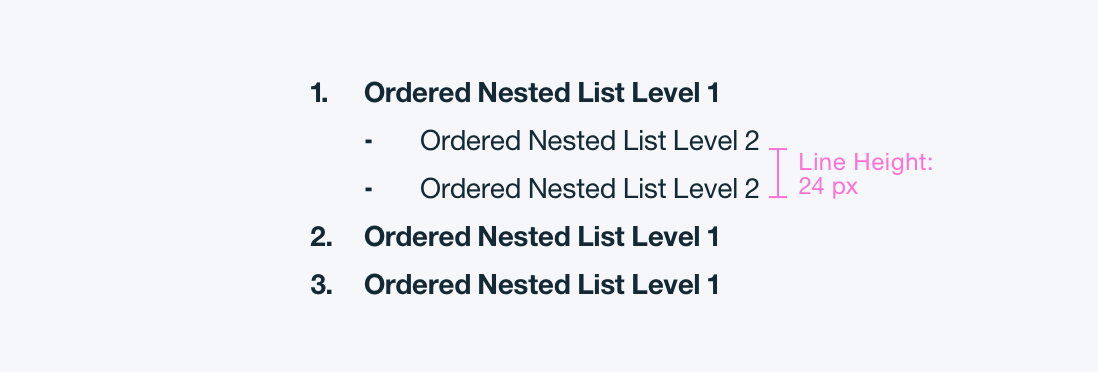 1. Ordered Nested List Level 1
- Ordered Nested List Level 2
- Ordered Nested List Level 2
Line Height:
24 px
2. Ordered Nested List Level 1
3. Ordered Nested List Level 1